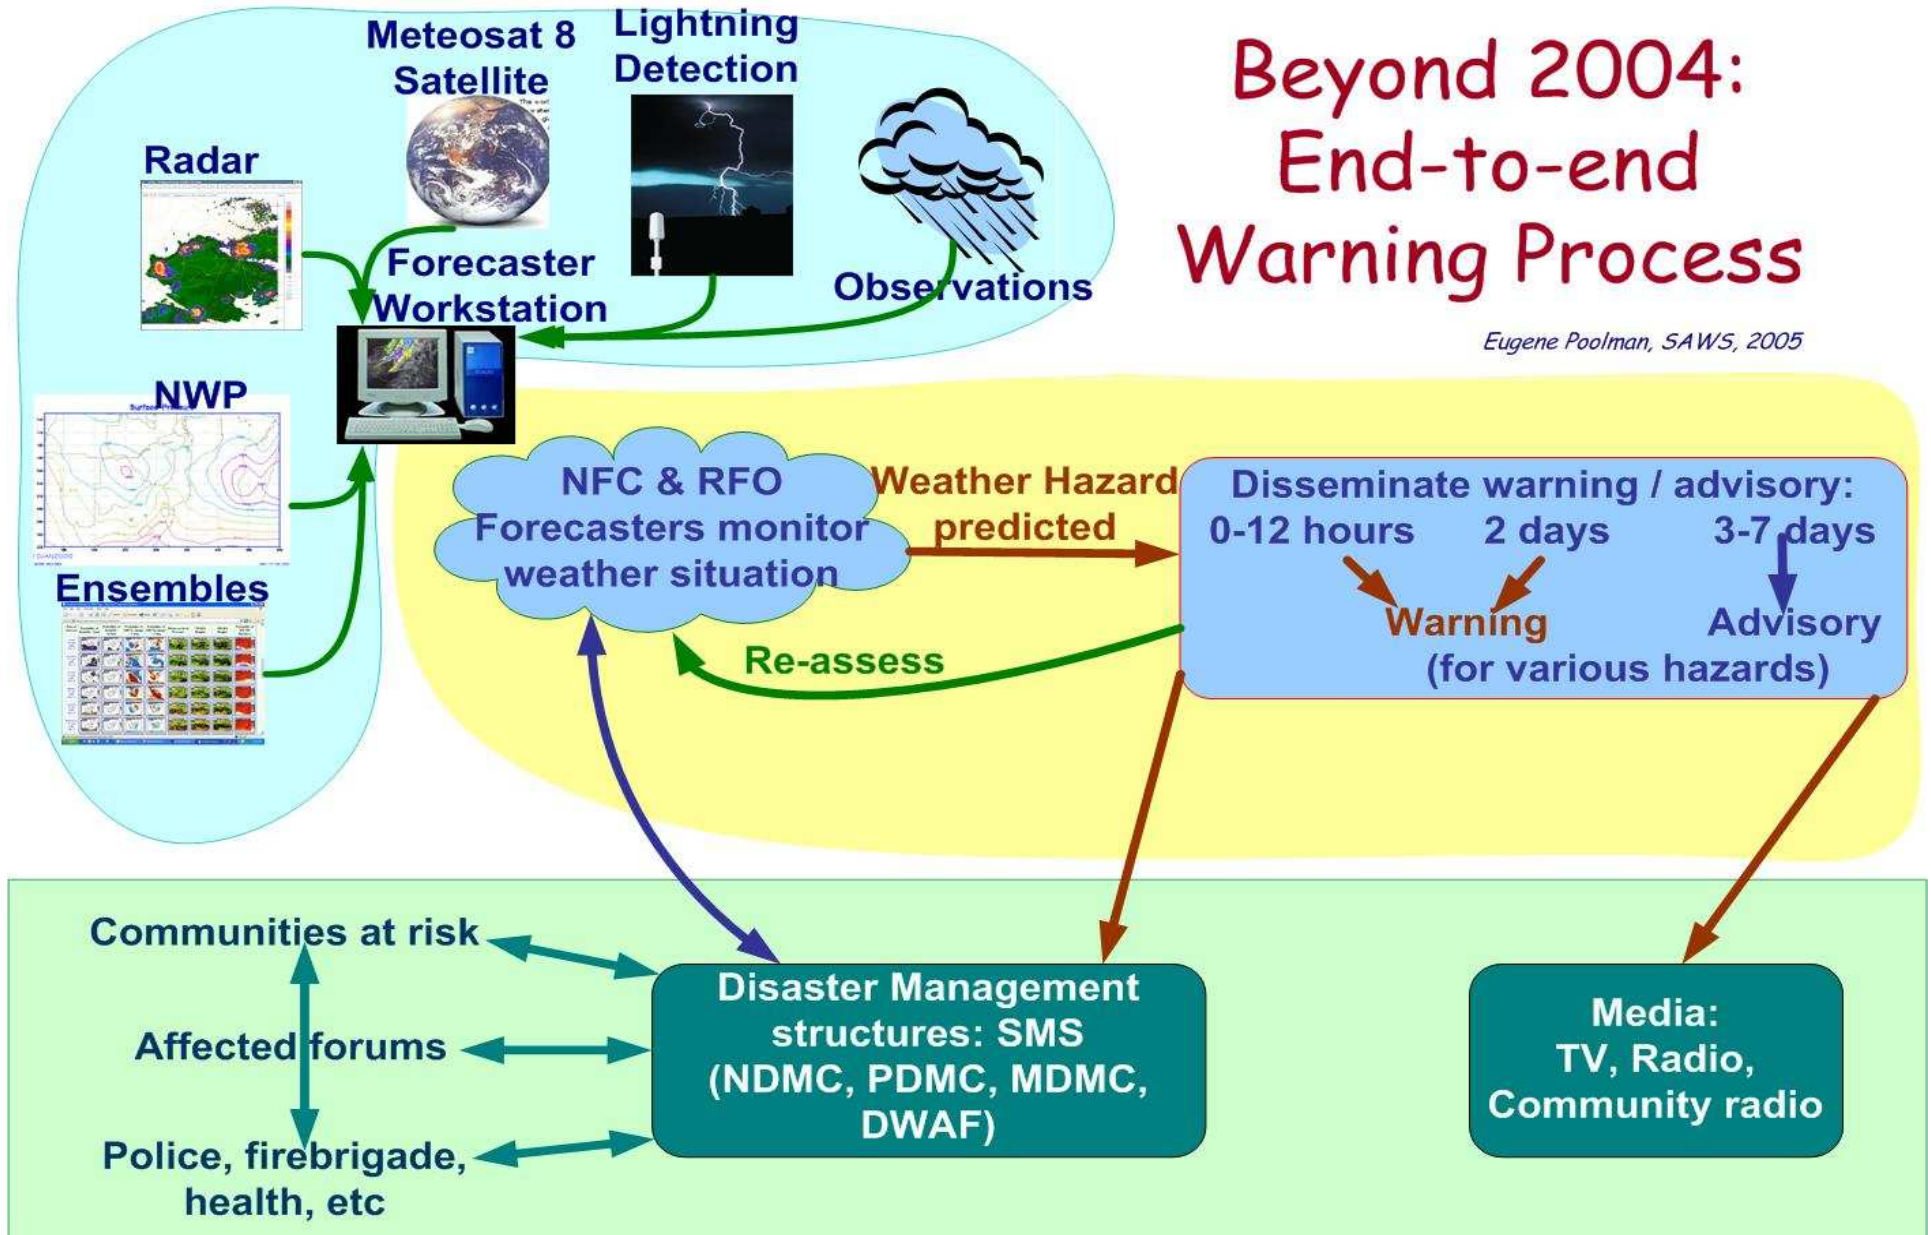 Meteosat 8
Satellite
Lightning
Detection
Beyond 2004:
End-to-end
Warning Process
Eugene Poolman, SAWS, 2005
Radar
Forecaster
Workstation
Observations
NWP
Ensembles
NFC & RFO
Forecasters monitor
weather situation
Weather Hazard
predicted
Disseminate warning / advisory:
0-12 hours 2 days 3-7 days
Warning Advisory
(for various hazards)
Re-assess
Communities at risk
Affected forums
Police, firebrigade,
health, etc
Disaster Management
structures: SMS
(NDMC, PDMC, MDMC,
DWAF)
Media:
TV, Radio,
Community radio